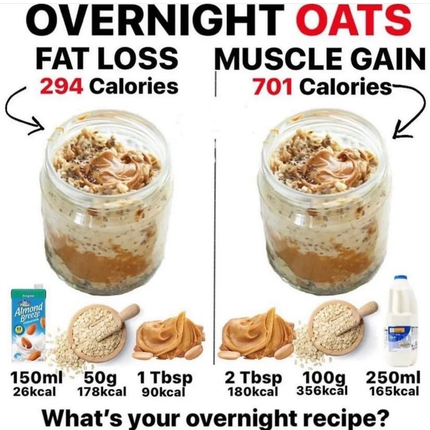 OVERNIGHT OATS
FAT LOSS
294 Calories
MUSCLE GAIN
701 Calories
Almond
Breeze
150ml
26kcal
50g
178kcal
1 Tbsp
90kcal
2 Tbsp
180kcal
100g
356kcal
250ml
165kcal
What's your overnight recipe?